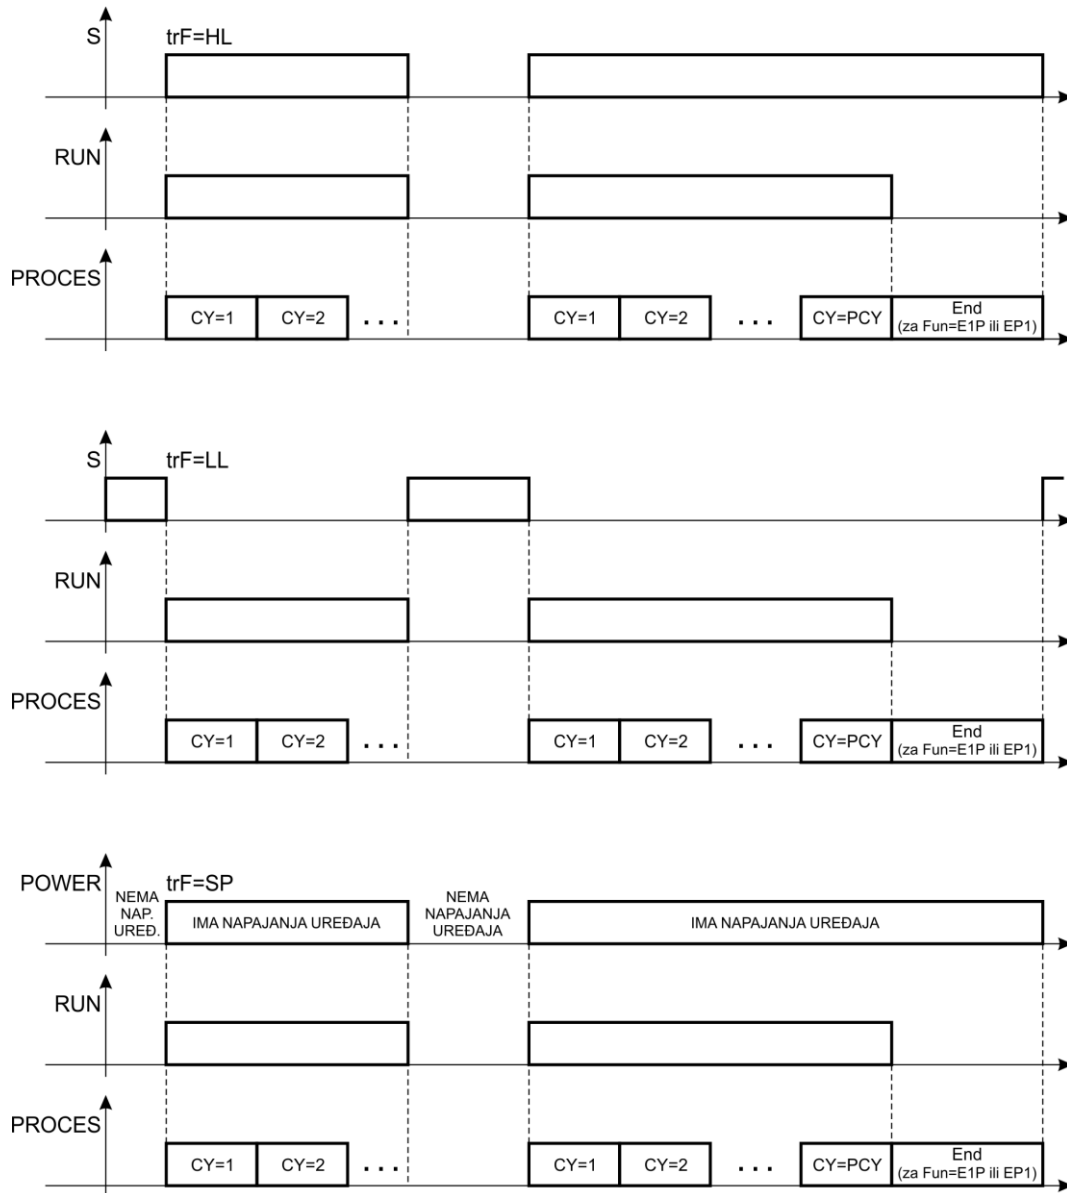 S
trF=HL
RUN
PROCES
CY=1
CY=2
. . .
CY=1
CY=2
. . .
CY=PCY
End
(za Fun=E1P ili EP1)
S
trF=LL
RUN
PROCES
CY=1
CY=2
. . .
CY=1
CY=2
. . .
CY=PCY
End
(za Fun=E1P ili EP1)
POWER
trF=SP
NEMA
NAP.
UREĐ.
IMA NAPAJANJA UREĐAJA
NEMA
NAPAJANJA
UREĐAJA
IMA NAPAJANJA UREĐAJA
RUN
PROCES
CY=1
CY=2
. . .
CY=1
CY=2
. . .
CY=PCY
End
(za Fun=E1P ili EP1)